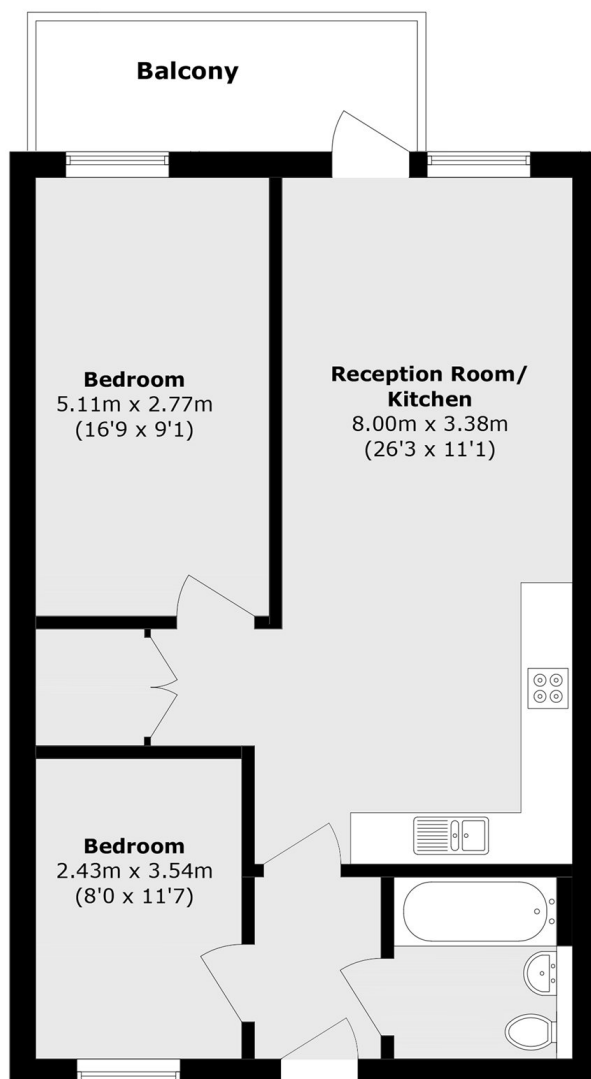 Balcony
Bedroom
5.11m x 2.77m
(16'9 x 9'1)
Reception Room/
Kitchen
8.00m x 3.38m
(26'3 x 11'1)
Bedroom
2.43m x 3.54m
(8'0 x 11'7)